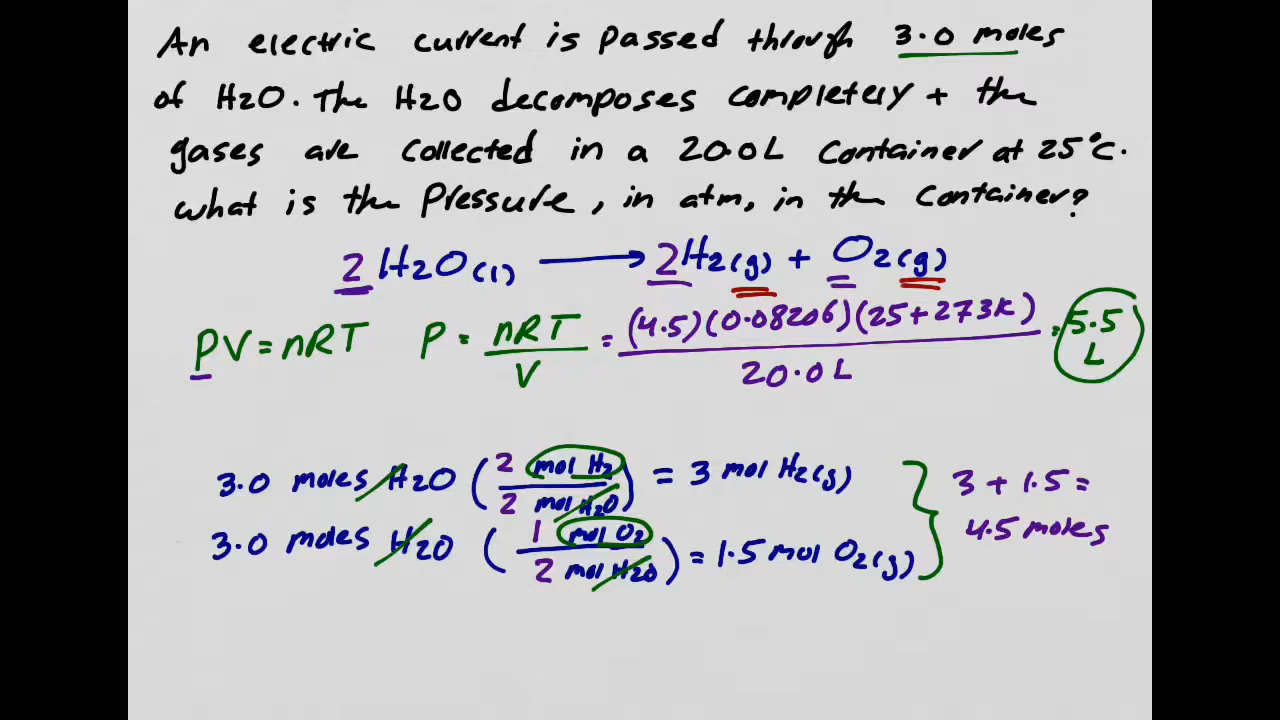 An electric current is passed through 3.0 moles
of H2O. The H2O decomposes completely + the
gases are collected in a 20.0L container at 25°C.
what is the Pressure, in atm, in the container?
2 H2O(l) → 2H2(g) + O2(g)
PV = nRT P = nRT/V = (4.5)(0.08206)(25+273K)/20.0 L = 5.5 L
3.0 moles H2O (2 mol H2/2 mol H2O) = 3 mol H2(g)
3.0 moles H2O (1 mol O2/2 mol H2O) = 1.5 mol O2(g)
3 + 1.5 =
4.5 moles